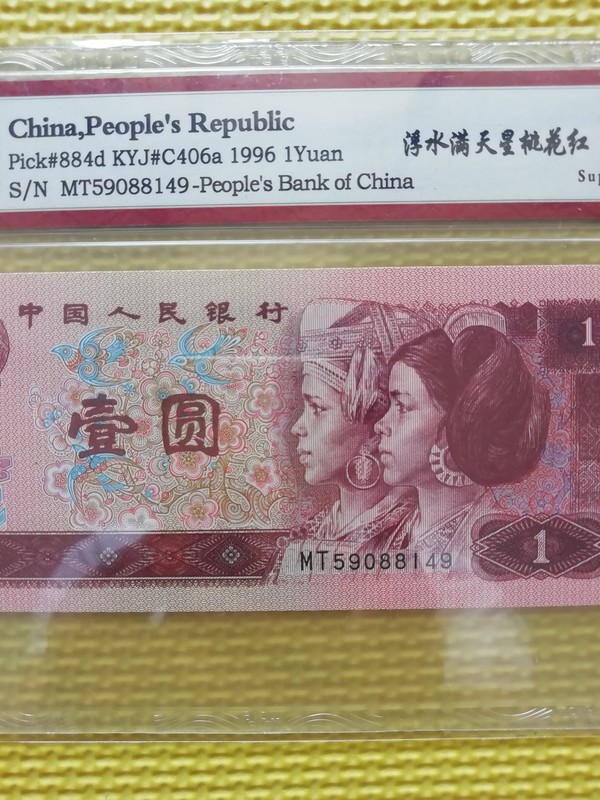 China,People's Republic
Pick#884d KYJ#C406a 1996 1Yuan
浮水满天星桃花红
S/N MT59088149-People's Bank of China
Sup
中国人民银行
1
壹圆
MT59088149
1